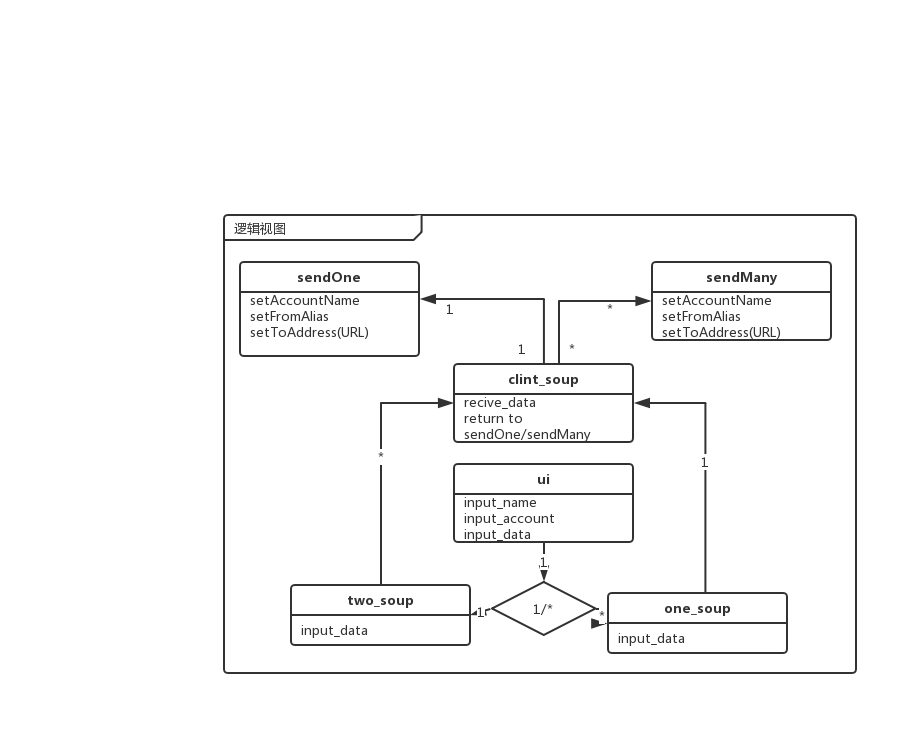 逻辑视图
sendOne
setAccountName
setFromAlias
setToAddress(URL)
sendMany
setAccountName
setFromAlias
setToAddress(URL)
1
*
1
*
clint_soup
recive_data
return to
sendOne/sendMany
*
1
ui
input_name
input_account
input_data
1
two_soup
input_data
1
1/*
*
one_soup
input_data